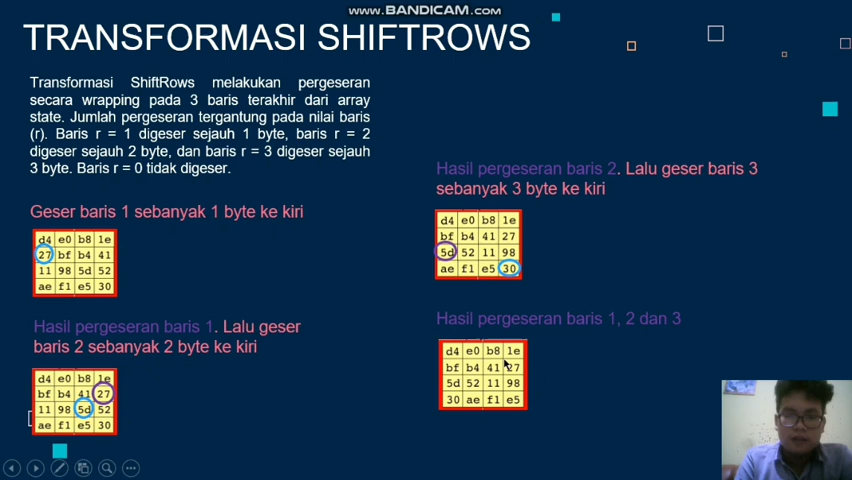 www.BANDICAM.com
TRANSFORMASI SHIFTROWS
Transformasi ShiftRows melakukan pergeseran
secara wrapping pada 3 baris terakhir dari array
state. Jumlah pergeseran tergantung pada nilai baris
(r). Baris r = 1 digeser sejauh 1 byte, baris r = 2
digeser sejauh 2 byte, dan baris r = 3 digeser sejauh
3 byte. Baris r = 0 tidak digeser.
Geser baris 1 sebanyak 1 byte ke kiri
d4 e0 b8 1e
27 bf b4 41
11 98 5d 52
ae f1 e5 30
Hasil pergeseran baris 1. Lalu geser
baris 2 sebanyak 2 byte ke kiri
d4 e0 b8 1e
bf b4 41 27
11 98 5d 52
ae f1 e5 30
Hasil pergeseran baris 2. Lalu geser baris 3
sebanyak 3 byte ke kiri
d4 e0 b8 1e
bf b4 41 27
5d 52 11 98
ae f1 e5 30
Hasil pergeseran baris 1, 2 dan 3
d4 e0 b8 1e
bf b4 41 27
5d 52 11 98
30 ae f1 e5